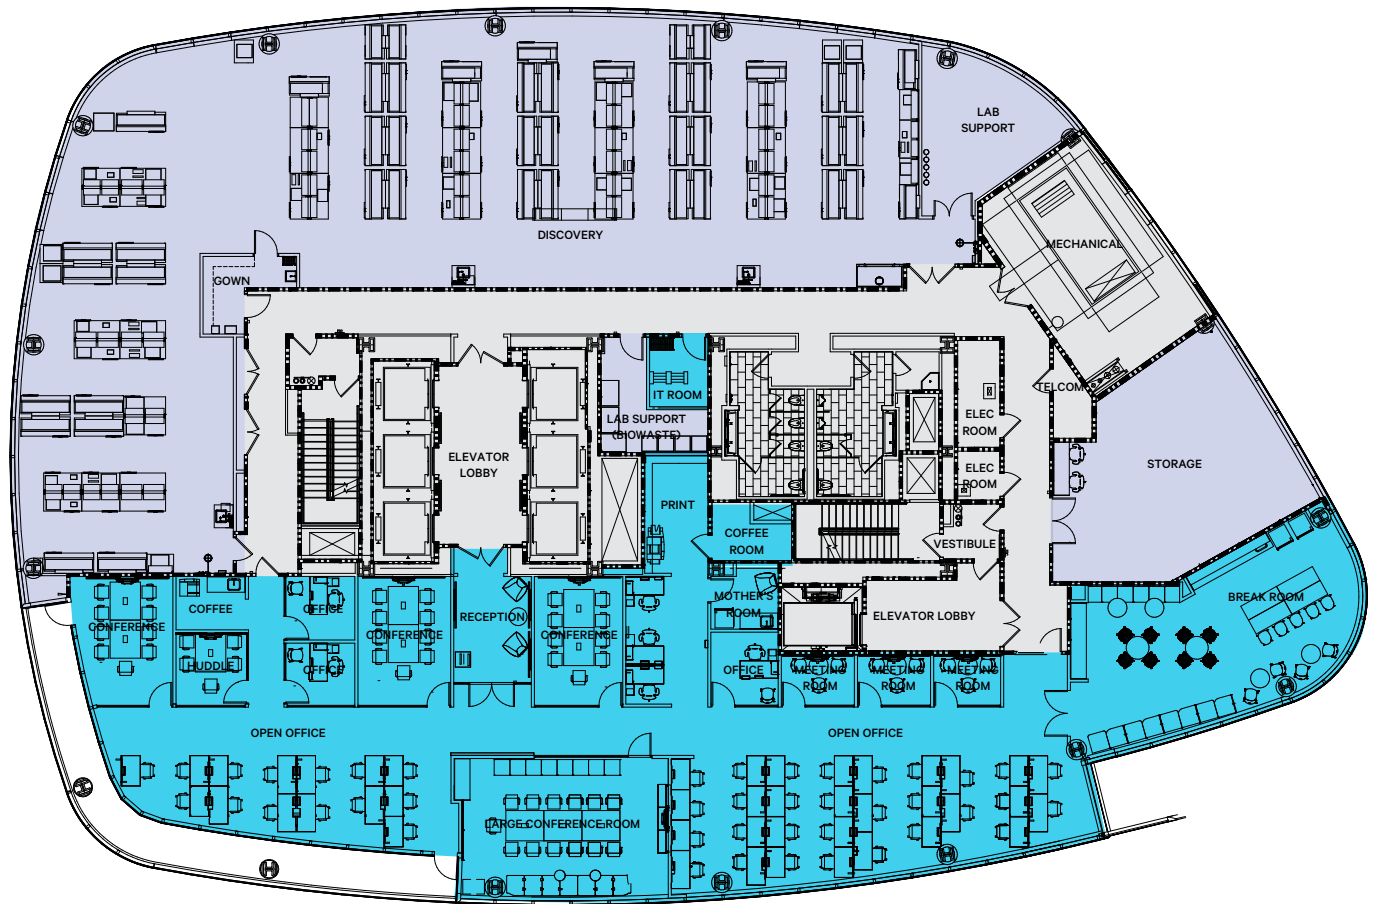 LAB
SUPPORT
DISCOVERY
MECHANICAL
GOWN
TELCOM
IT ROOM
LAB SUPPORT
(BIOWASTE)
ELEC
ROOM
ELEVATOR
LOBBY
STORAGE
ELEC
ROOM
PRINT
COFFEE
ROOM
VESTIBULE
MOTHER'S
ROOM
BREAK ROOM
COFFEE
OFFICE
RECEPTION
ELEVATOR LOBBY
CONFERENCE
CONFERENCE
CONFERENCE
HUDDLE
OFFICE
OFFICE
MEETING
ROOM
MEETING
ROOM
MEETING
ROOM
OPEN OFFICE
OPEN OFFICE
LARGE CONFERENCE ROOM